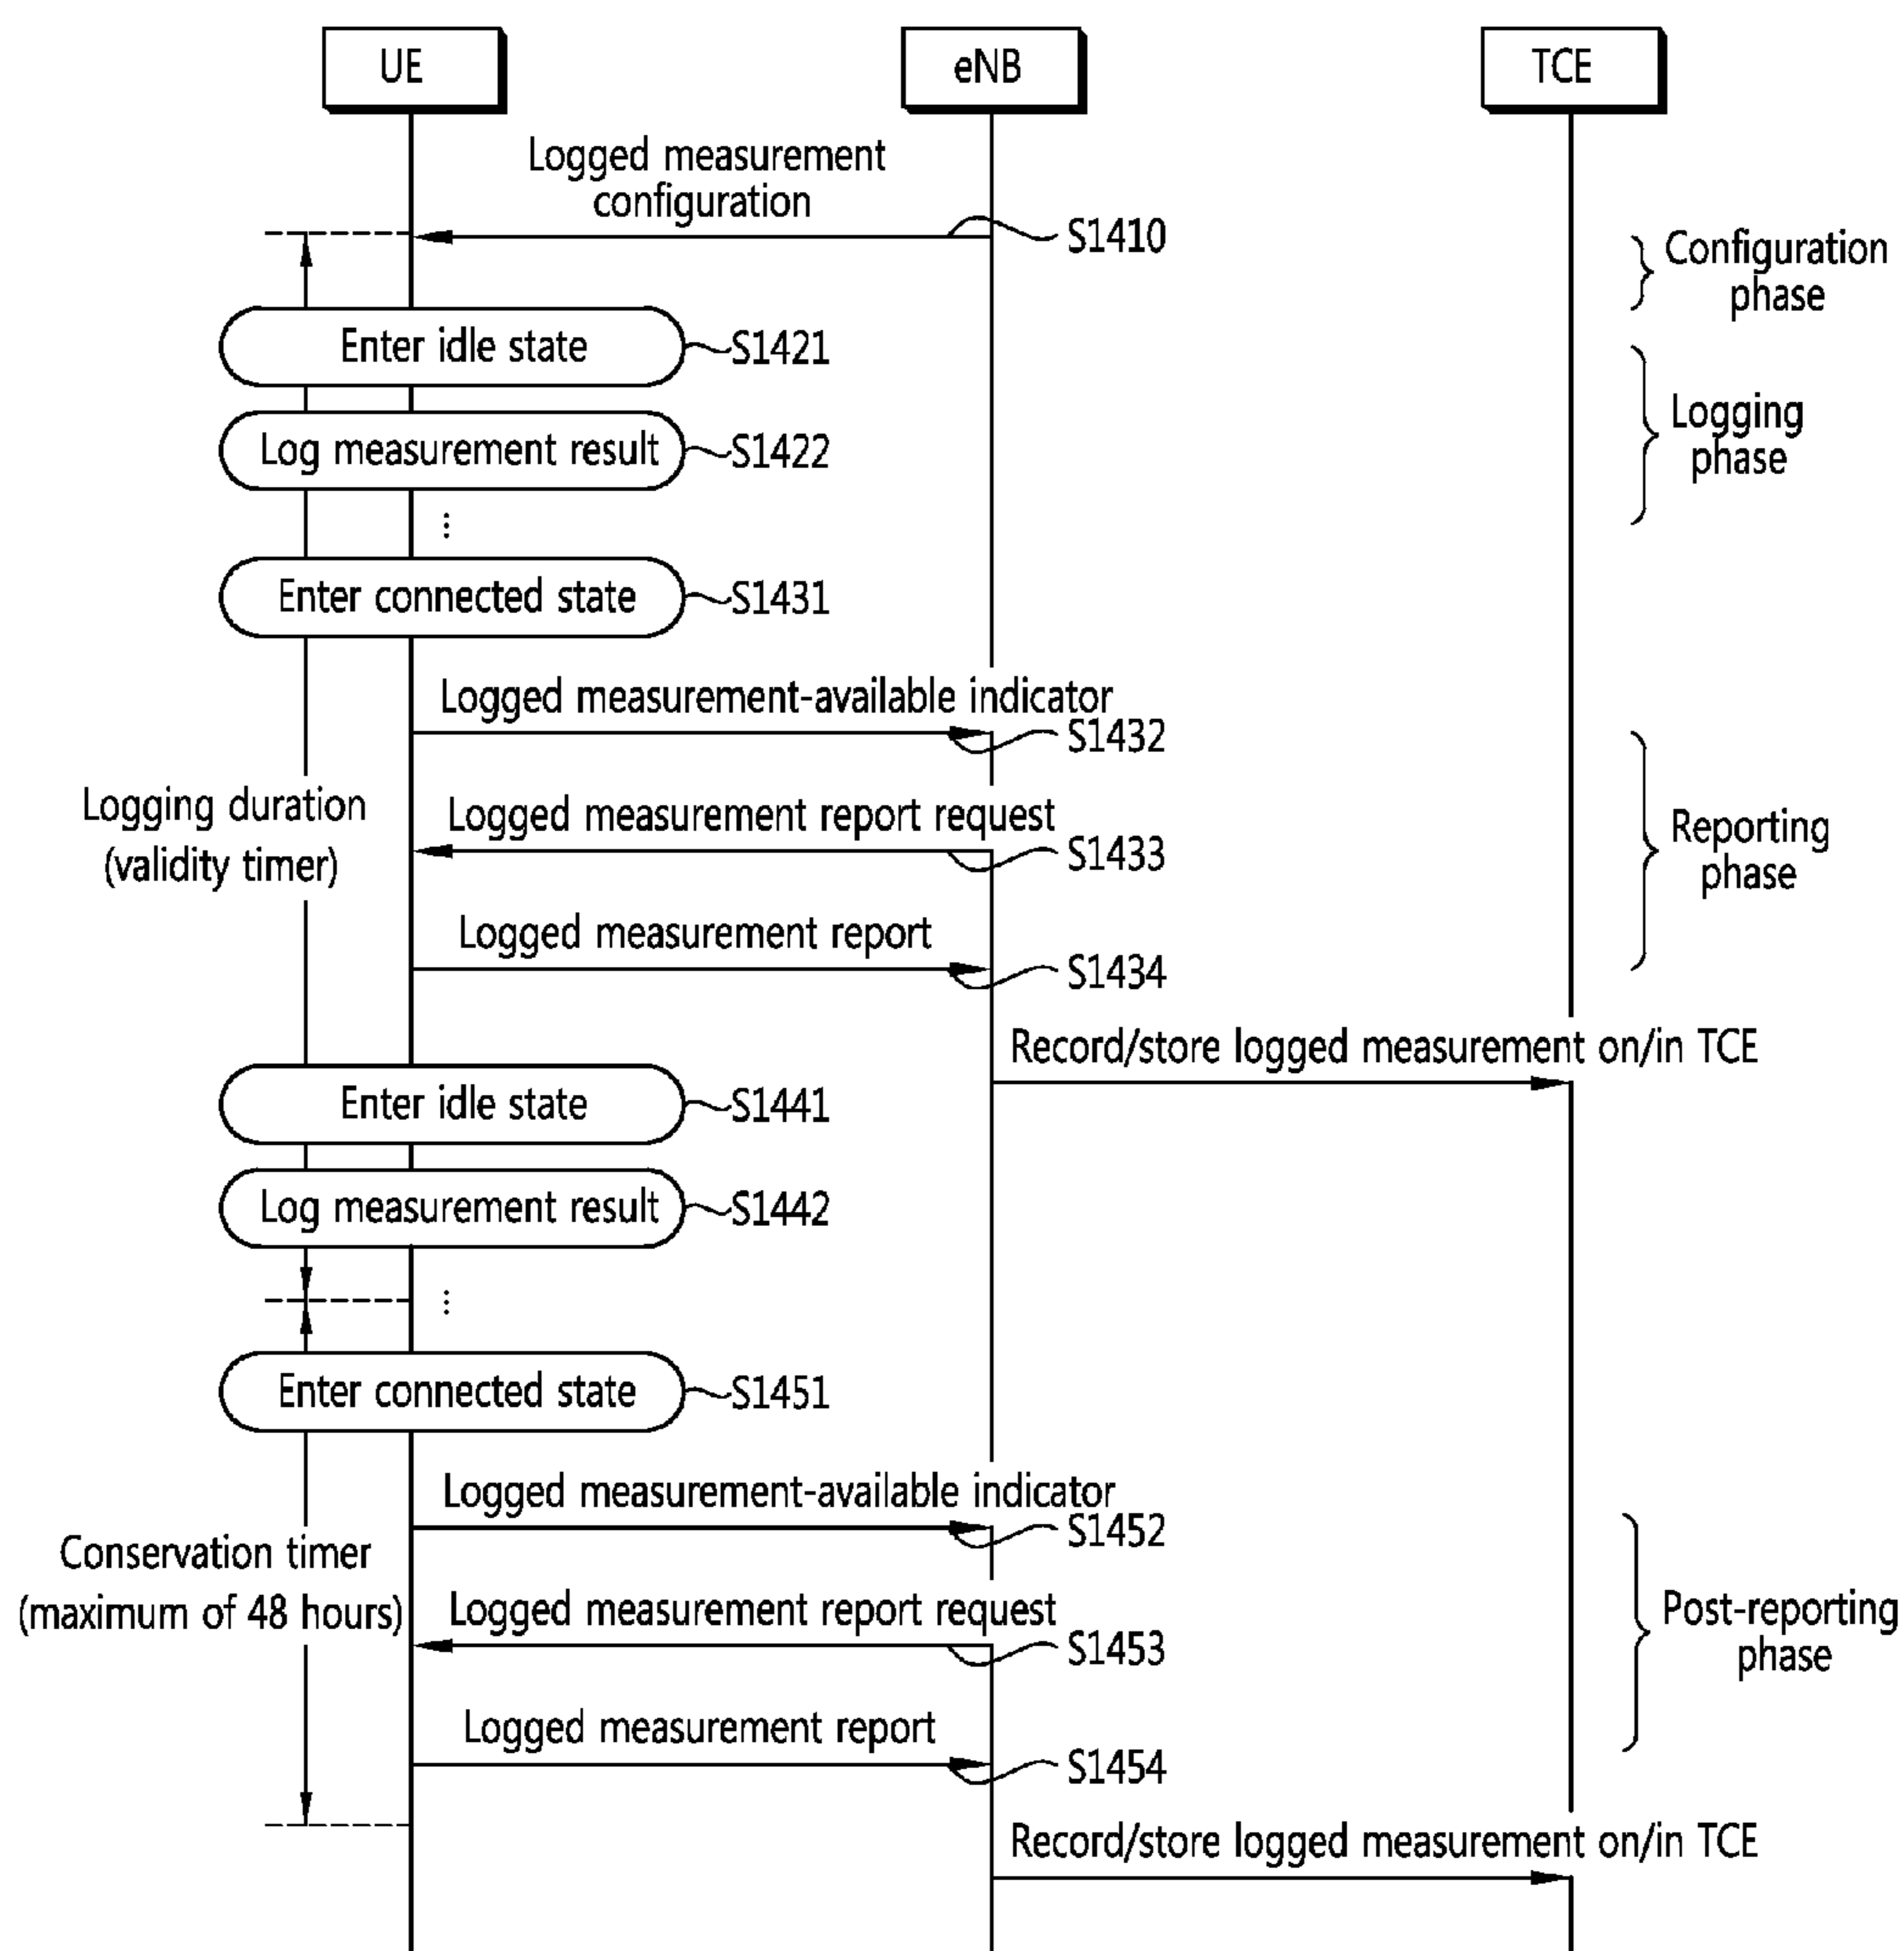 UE
eNB
TCE
Logged measurement
configuration
S1410
Configuration
phase
Enter idle state
S1421
Logging
phase
Log measurement result
S1422
Enter connected state
S1431
Logged measurement-available indicator
S1432
Logging duration
(validity timer)
Logged measurement report request
S1433
Reporting
phase
Logged measurement report
S1434
Record/store logged measurement on/in TCE
Enter idle state
S1441
Log measurement result
S1442
Enter connected state
S1451
Logged measurement-available indicator
S1452
Conservation timer
(maximum of 48 hours)
Logged measurement report request
S1453
Post-reporting
phase
Logged measurement report
S1454
Record/store logged measurement on/in TCE